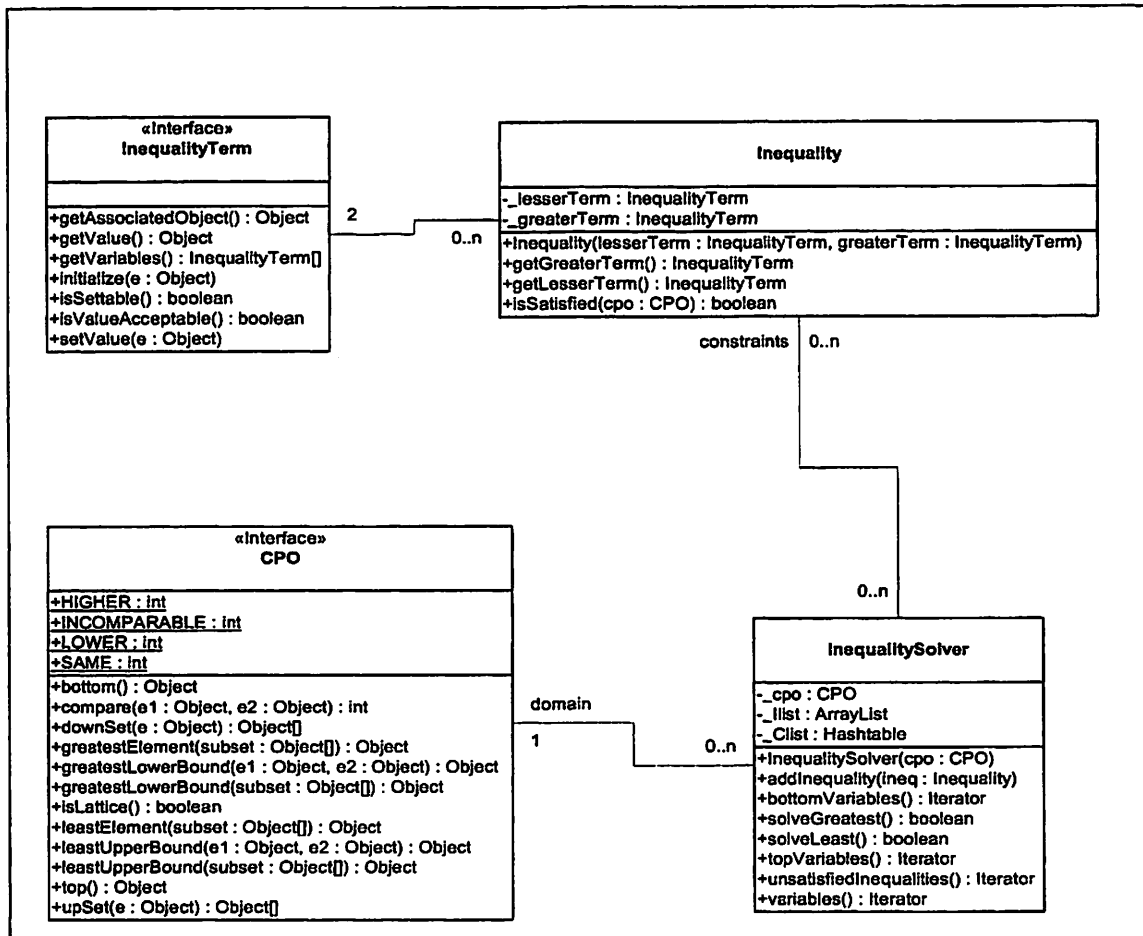 «Interface»
InequalityTerm
+getAssociatedObject() : Object
+getValue() : Object
+getVariables() : InequalityTerm[]
+initialize(e : Object)
+isSettable() : boolean
+isValueAcceptable() : boolean
+setValue(e : Object)
2
0..n
Inequality
-_lesserTerm : InequalityTerm
-_greaterTerm : InequalityTerm
+Inequality(lesserTerm : InequalityTerm, greaterTerm : InequalityTerm)
+getGreaterTerm() : InequalityTerm
+getLesserTerm() : InequalityTerm
+isSatisfied(cpo : CPO) : boolean
constraints 0..n
0..n
«Interface»
CPO
+HIGHER : int
+INCOMPARABLE : int
+LOWER : int
+SAME : int
+bottom() : Object
+compare(e1 : Object, e2 : Object) : int
+downSet(e : Object) : Object[]
+greatestElement(subset : Object[]) : Object
+greatestLowerBound(e1 : Object, e2 : Object) : Object
+greatestLowerBound(subset : Object[]) : Object
+isLattice() : boolean
+leastElement(subset : Object[]) : Object
+leastUpperBound(e1 : Object, e2 : Object) : Object
+leastUpperBound(subset : Object[]) : Object
+top() : Object
+upSet(e : Object) : Object[]
domain
1
0..n
InequalitySolver
-_cpo : CPO
-_Ilist : ArrayList
-_Clist : Hashtable
+InequalitySolver(cpo : CPO)
+addInequality(ineq : Inequality)
+bottomVariables() : Iterator
+solveGreatest() : boolean
+solveLeast() : boolean
+topVariables() : Iterator
+unsatisfiedInequalities() : Iterator
+variables() : Iterator